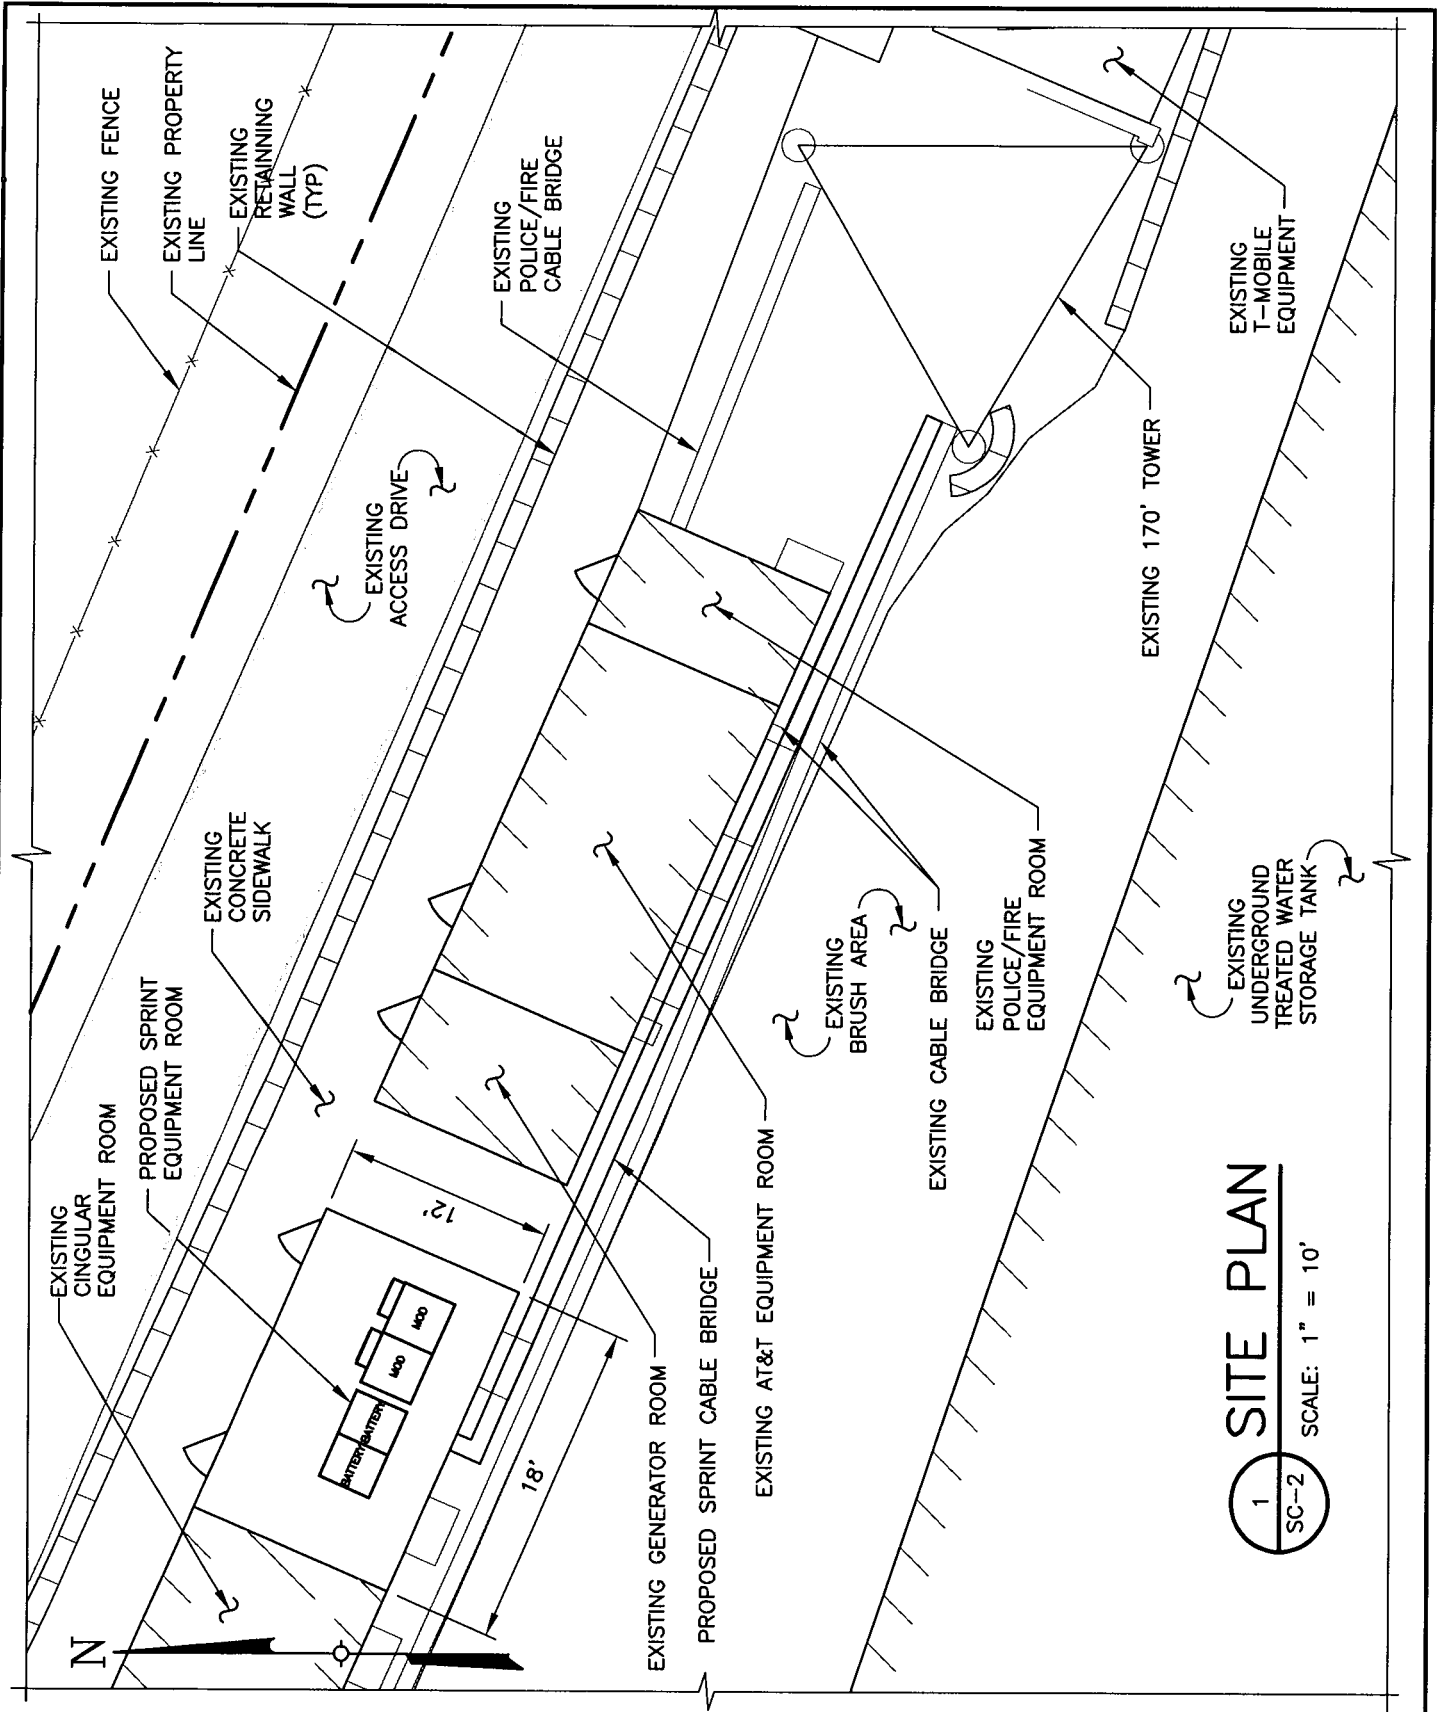 EXISTING FENCE
EXISTING PROPERTY
LINE
EXISTING
RETAINNING
WALL
(TYP)
EXISTING
POLICE/FIRE
CABLE BRIDGE
EXISTING
ACCESS DRIVE
EXISTING
CONCRETE
SIDEWALK
PROPOSED SPRINT
EQUIPMENT ROOM
EXISTING
CINGULAR
EQUIPMENT ROOM
N
12'
18'
MOD
MOD
BATTERY
BATTERY
EXISTING GENERATOR ROOM
PROPOSED SPRINT CABLE BRIDGE
EXISTING AT&T EQUIPMENT ROOM
EXISTING
BRUSH AREA
EXISTING CABLE BRIDGE
EXISTING
POLICE/FIRE
EQUIPMENT ROOM
EXISTING 170' TOWER
EXISTING
T-MOBILE
EQUIPMENT
EXISTING
UNDERGROUND
TREATED WATER
STORAGE TANK
1
SC-2
SITE PLAN
SCALE: 1" = 10'